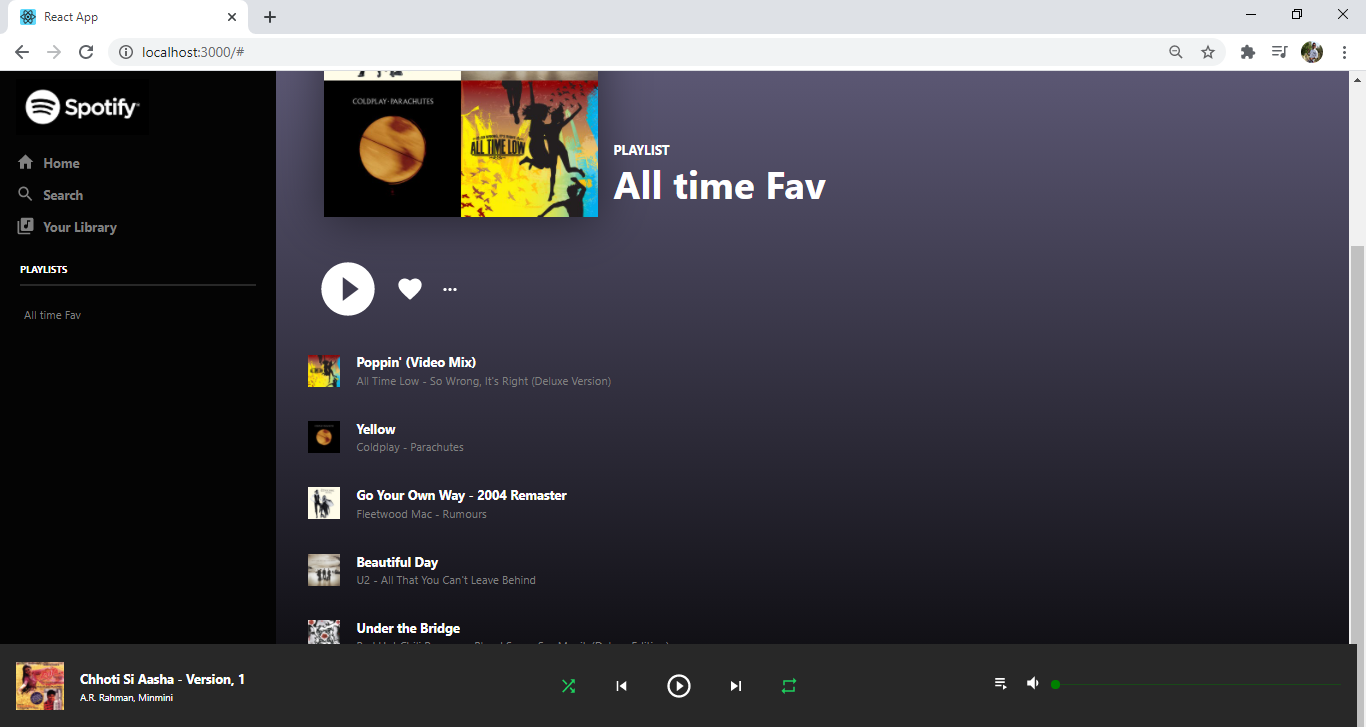 React App
localhost:3000/#
Spotify
Home
Search
Your Library
PLAYLISTS
All time Fav
COLDPLAY·PARACHUTES
ALL TIME LOW
PLAYLIST
All time Fav
Poppin' (Video Mix)
All Time Low - So Wrong, It's Right (Deluxe Version)
Yellow
Coldplay - Parachutes
Go Your Own Way - 2004 Remaster
Fleetwood Mac - Rumours
Beautiful Day
U2 - All That You Can't Leave Behind
Under the Bridge
Chhoti Si Aasha - Version, 1
A.R. Rahman, Minmini